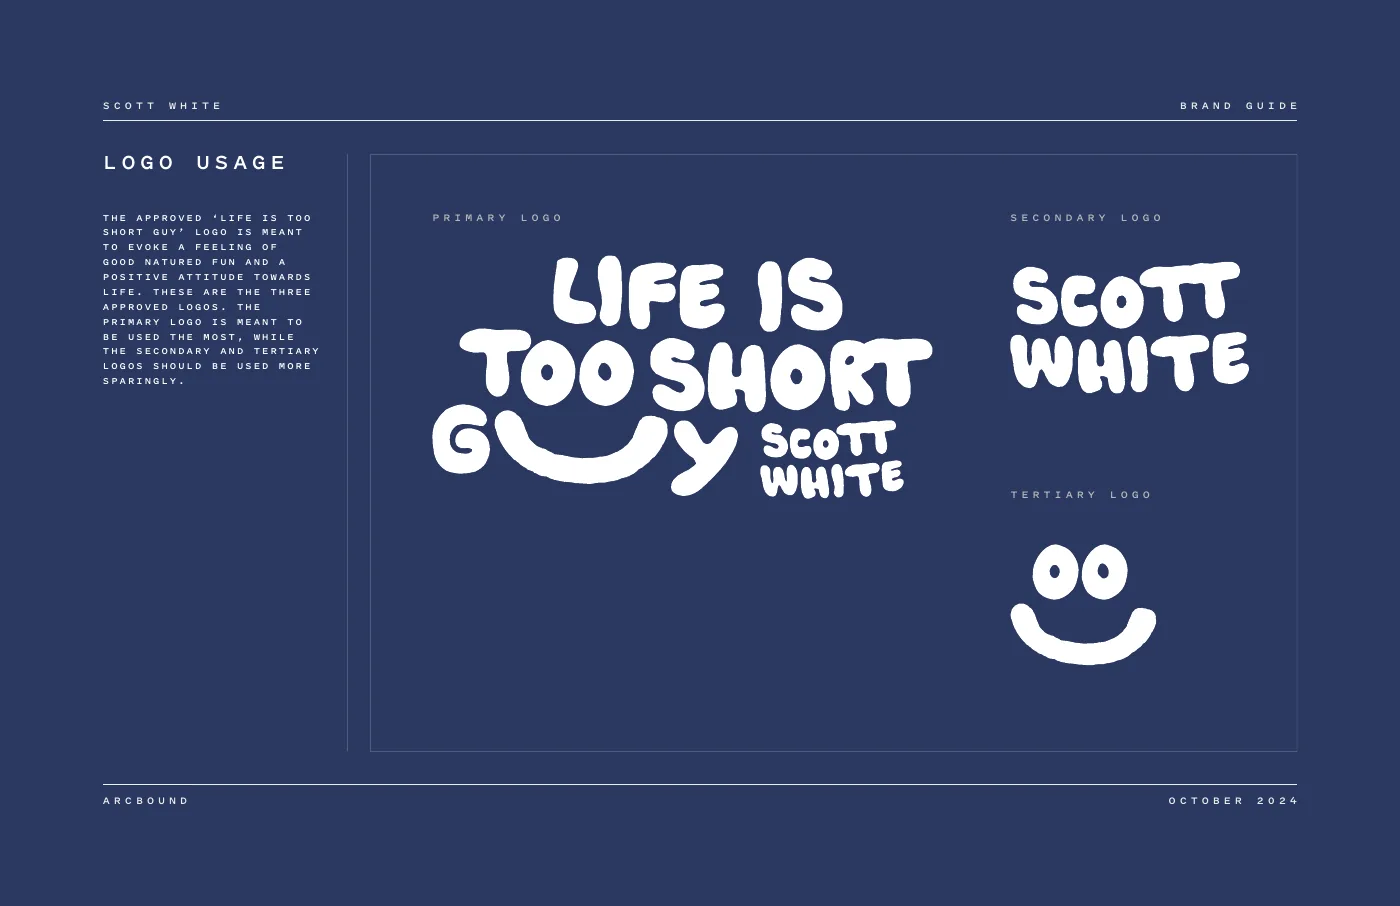 SCOTT WHITE
BRAND GUIDE
LOGO USAGE
THE APPROVED ‘LIFE IS TOO
SHORT GUY’ LOGO IS MEANT
TO EVOKE A FEELING OF
GOOD NATURED FUN AND A
POSITIVE ATTITUDE TOWARDS
LIFE. THESE ARE THE THREE
APPROVED LOGOS. THE
PRIMARY LOGO IS MEANT TO
BE USED THE MOST, WHILE
THE SECONDARY AND TERTIARY
LOGOS SHOULD BE USED MORE
SPARINGLY.
PRIMARY LOGO
LIFE IS
TOO SHORT
GUY
SCOTT
WHITE
SECONDARY LOGO
SCOTT
WHITE
TERTIARY LOGO
ARCBOUND
OCTOBER 2024